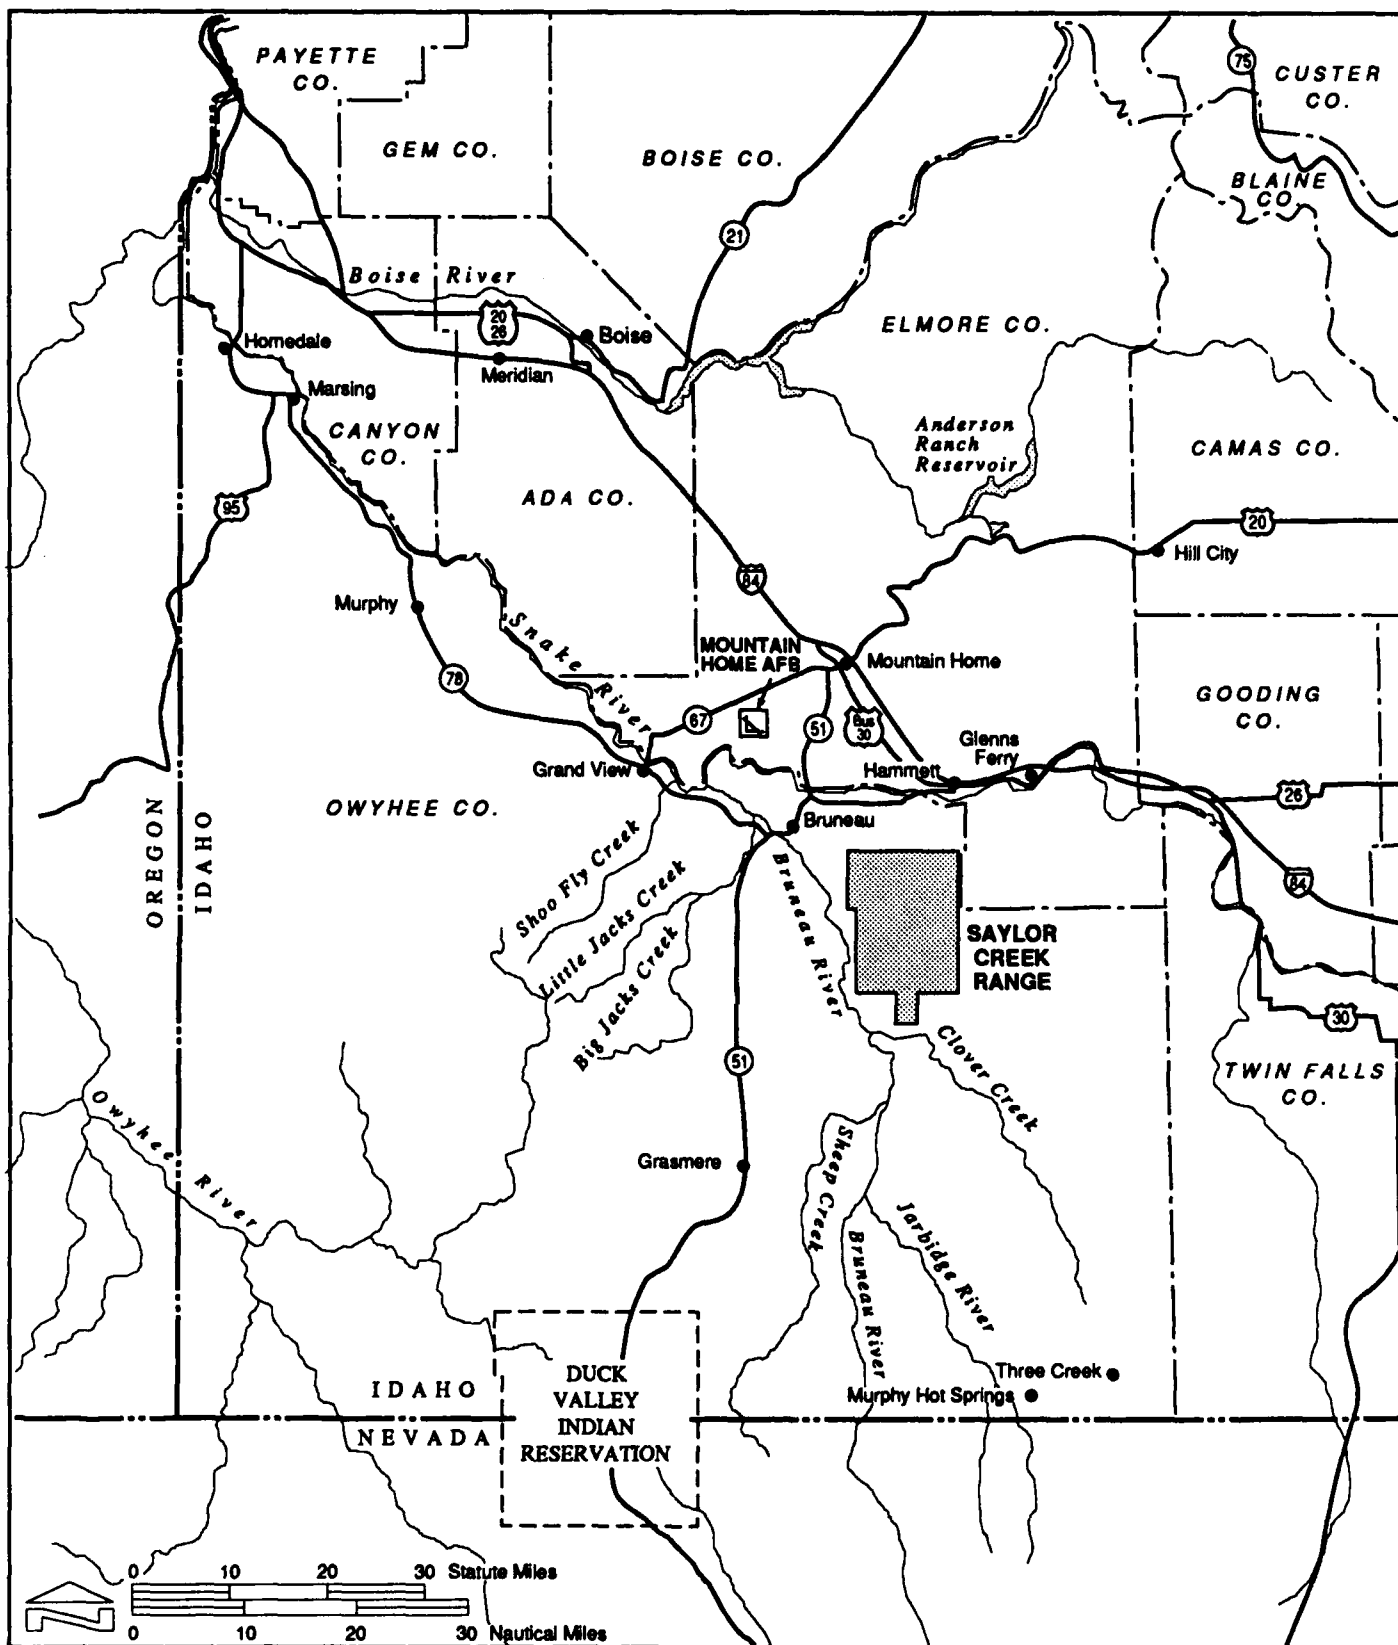 PAYETTE
CO.
75
CUSTER
CO.
GEM CO.
BOISE CO.
BLAINE
CO.
21
Boise River
20
26
Boise
ELMORE CO.
Homedale
Meridian
Marsing
CANYON
CO.
Anderson
Ranch
Reservoir
CAMAS CO.
95
ADA CO.
20
Hill City
84
Murphy
Snake River
MOUNTAIN
HOME AFB
Mountain Home
78
GOODING
CO.
67
51
Bus
30
Glenns
Ferry
Grand View
Hammett
26
OREGON
IDAHO
OWYHEE CO.
Bruneau
Shoo Fly Creek
Little Jacks Creek
Big Jacks Creek
Bruneau River
84
SAYLOR
CREEK
RANGE
30
51
Clover Creek
TWIN FALLS
CO.
Owyhee River
Grasmere
Sheep Creek
Bruneau River
Jarbidge River
Three Creek
Murphy Hot Springs
IDAHO
NEVADA
DUCK
VALLEY
INDIAN
RESERVATION
0 10 20 30 Statute Miles
N
0 10 20 30 Nautical Miles